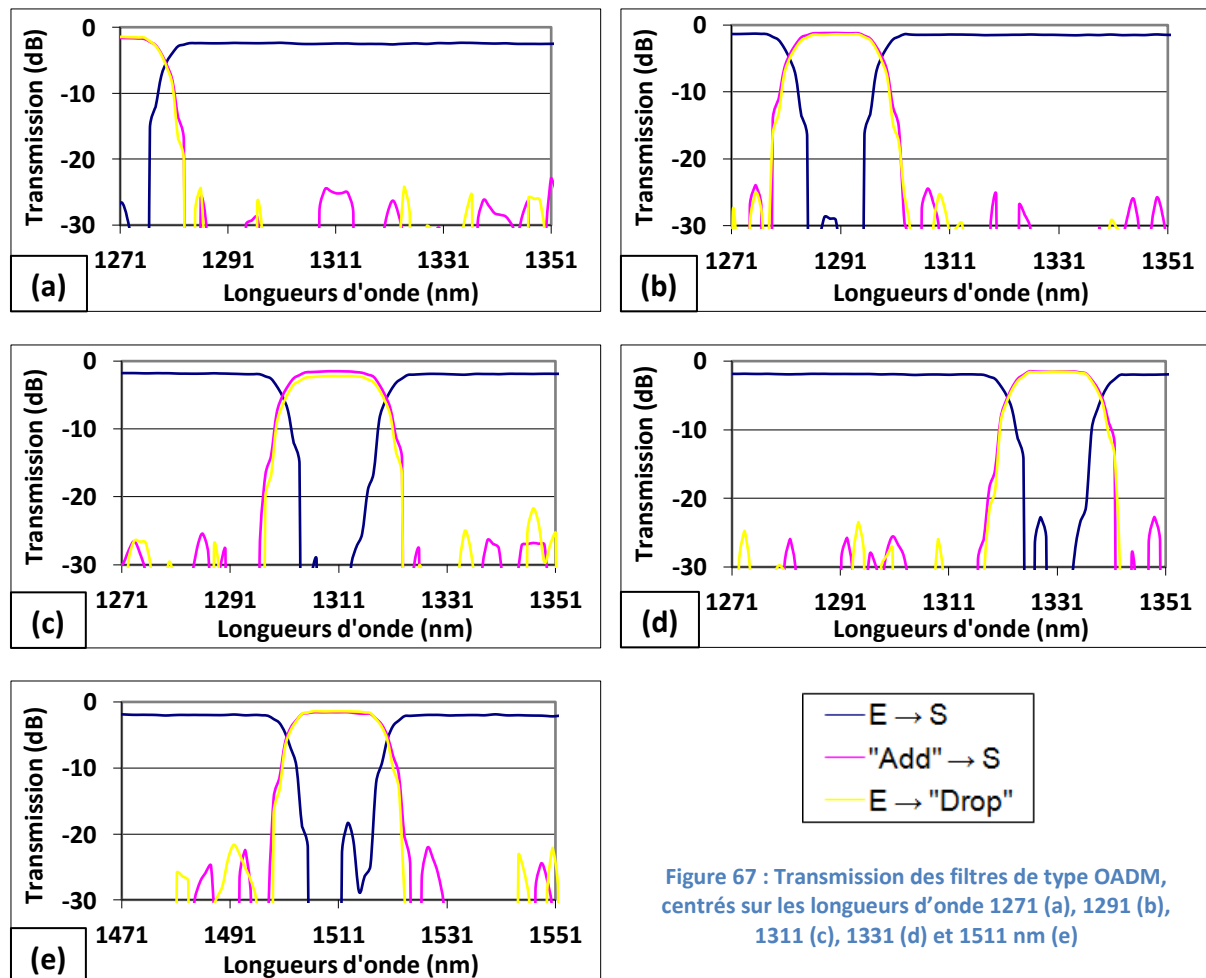 Transmission (dB)
0
-10
-20
-30
1271 1291 1311 1331 1351
Longueurs d'onde (nm)
(a)
Transmission (dB)
0
-10
-20
-30
1271 1291 1311 1331 1351
Longueurs d'onde (nm)
(b)
Transmission (dB)
0
-10
-20
-30
1271 1291 1311 1331 1351
Longueurs d'onde (nm)
(c)
Transmission (dB)
0
-10
-20
-30
1271 1291 1311 1331 1351
Longueurs d'onde (nm)
(d)
Transmission (dB)
0
-10
-20
-30
1471 1491 1511 1531 1551
Longueurs d'onde (nm)
(e)
E → S
"Add" → S
E → "Drop"
Figure 67 : Transmission des filtres de type OADM,
centrés sur les longueurs d’onde 1271 (a), 1291 (b),
1311 (c), 1331 (d) et 1511 nm (e)